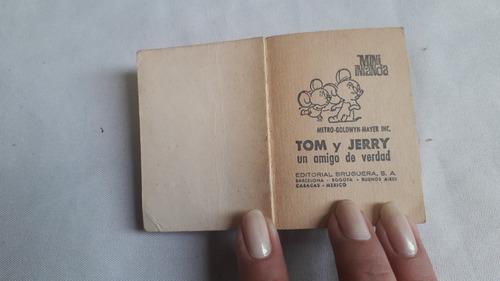 MINI
INFANCIA
METRO-GOLDWYN-MAYER INC.
TOM y JERRY
un amigo de verdad
EDITORIAL BRUGUERA, S. A.
BARCELONA - BOGOTA - BUENOS AIRES
CARACAS - MEXICO